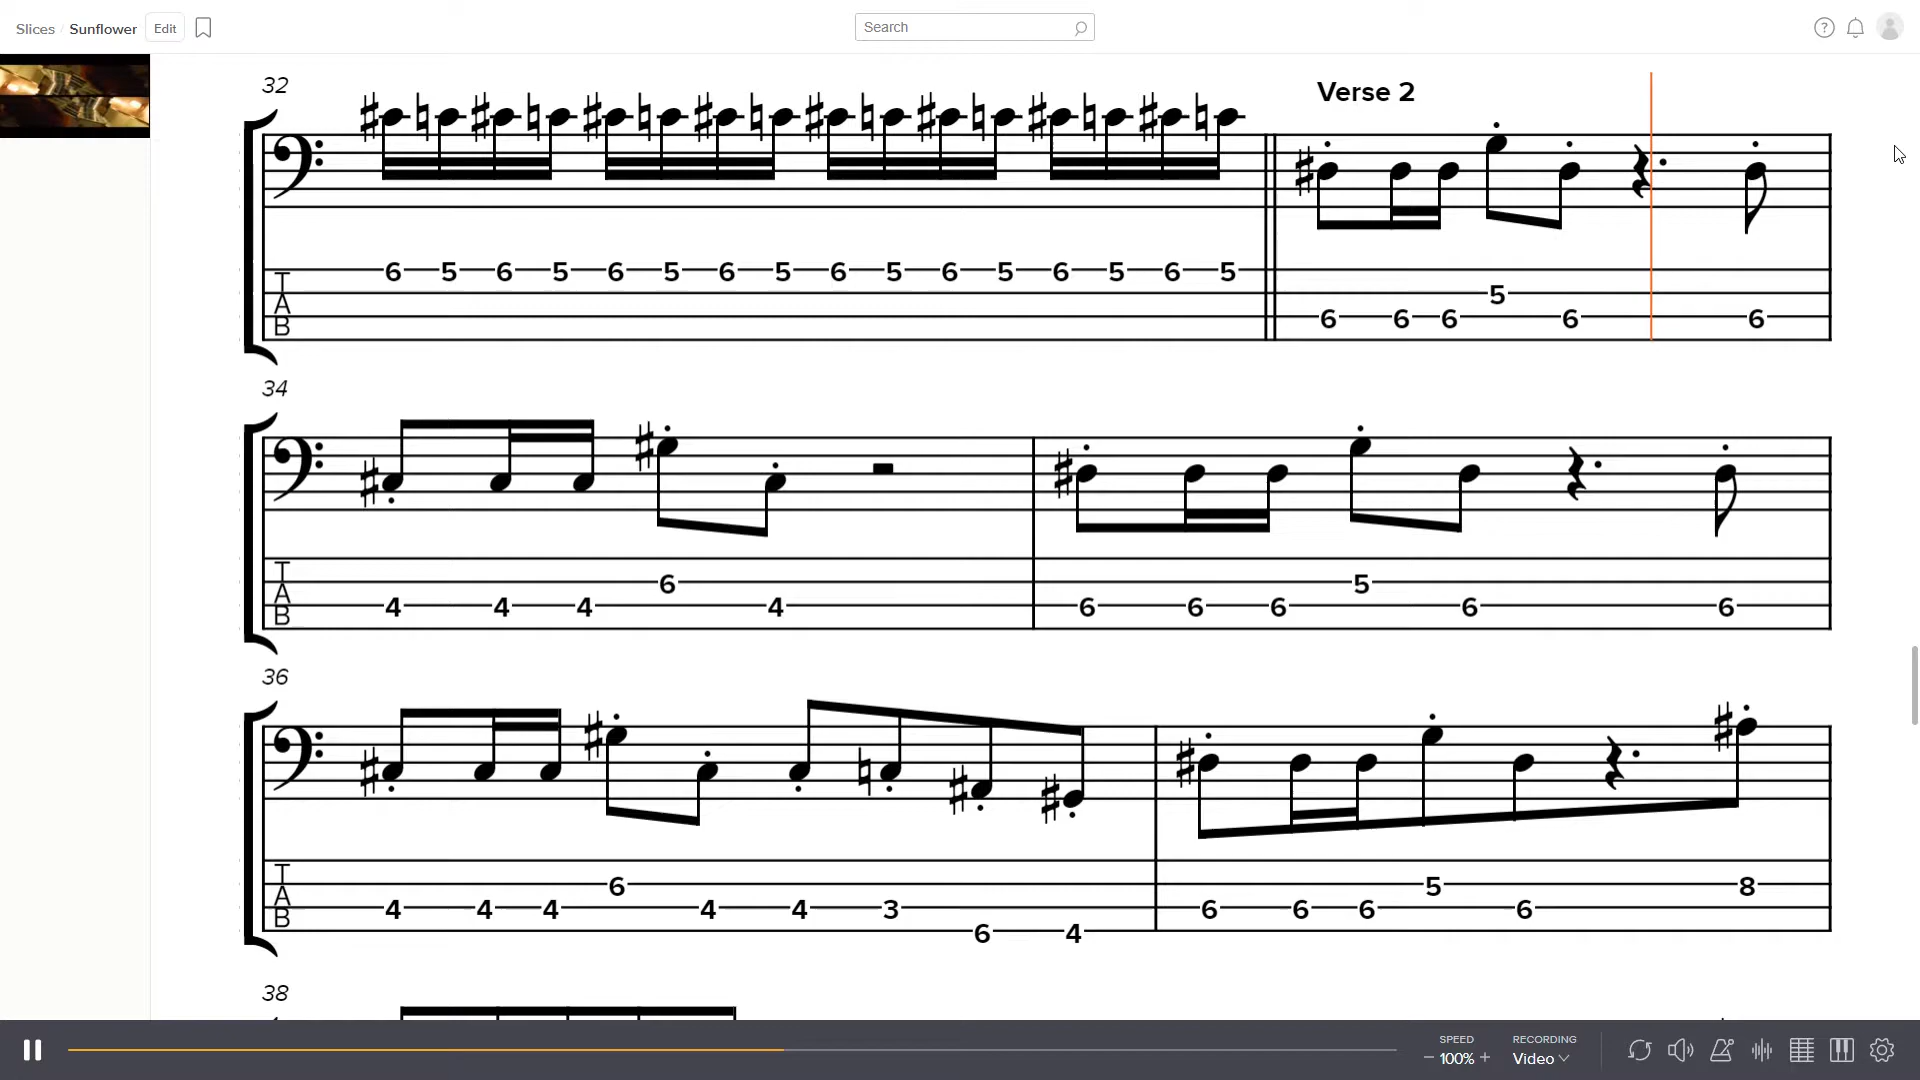 Slices / Sunflower Edit Search ?
32 Verse 2
6 5 6 5 6 5 6 5 6 5 6 5 6 5 6 5
5
6 6 6 6 6
TAB
34
6 5
4 4 4 4 6 6 6 6 6
TAB
36
6 5 8
4 4 4 4 4 3 6 6 6 6
6 4
TAB
38
SPEED RECORDING
− 100% + Video